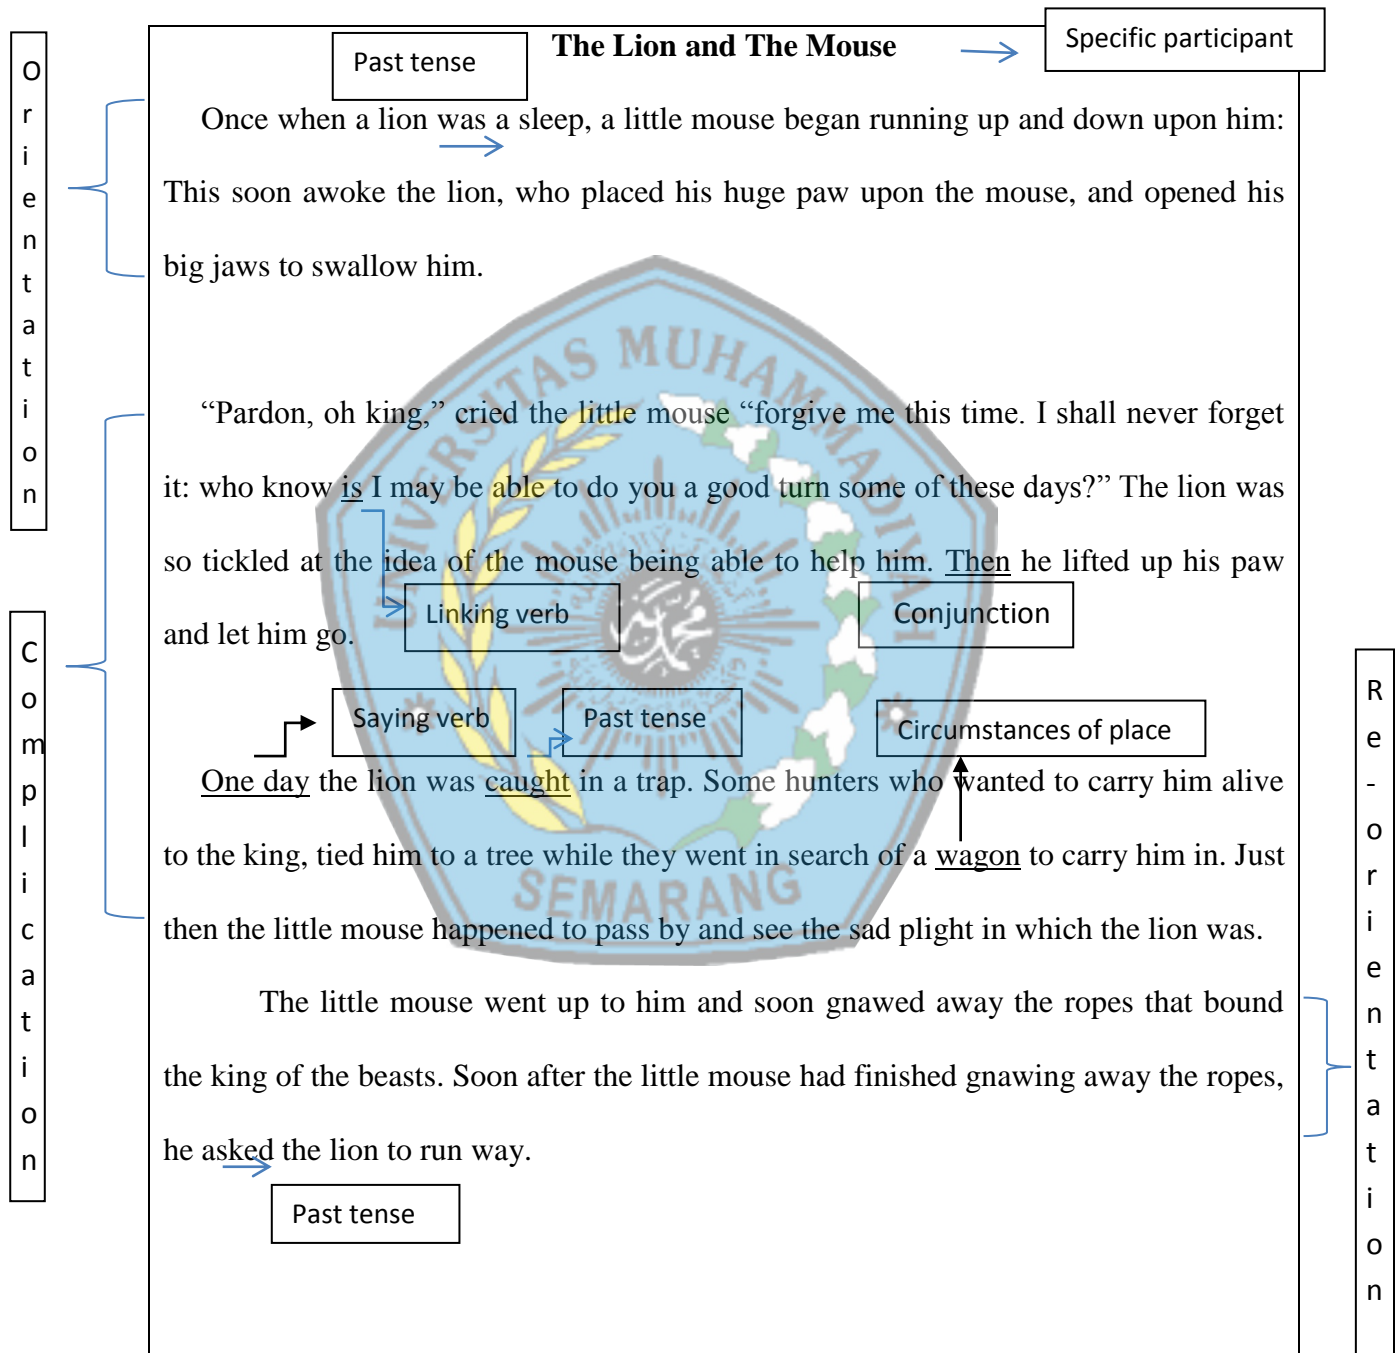 The Lion and The Mouse
Specific participant
Past tense
Orientation
Once when a lion was a sleep, a little mouse began running up and down upon him:
This soon awoke the lion, who placed his huge paw upon the mouse, and opened his
big jaws to swallow him.
UNIVERSITAS MUHAMMADIYAH
SEMARANG
“Pardon, oh king,” cried the little mouse “forgive me this time. I shall never forget
it: who know is I may be able to do you a good turn some of these days?” The lion was
so tickled at the idea of the mouse being able to help him. Then he lifted up his paw
Linking verb
Conjunction
and let him go.
Complication
Saying verb
Past tense
Circumstances of place
One day the lion was caught in a trap. Some hunters who wanted to carry him alive
to the king, tied him to a tree while they went in search of a wagon to carry him in. Just
then the little mouse happened to pass by and see the sad plight in which the lion was.
Re-orientation
The little mouse went up to him and soon gnawed away the ropes that bound
the king of the beasts. Soon after the little mouse had finished gnawing away the ropes,
he asked the lion to run way.
Past tense